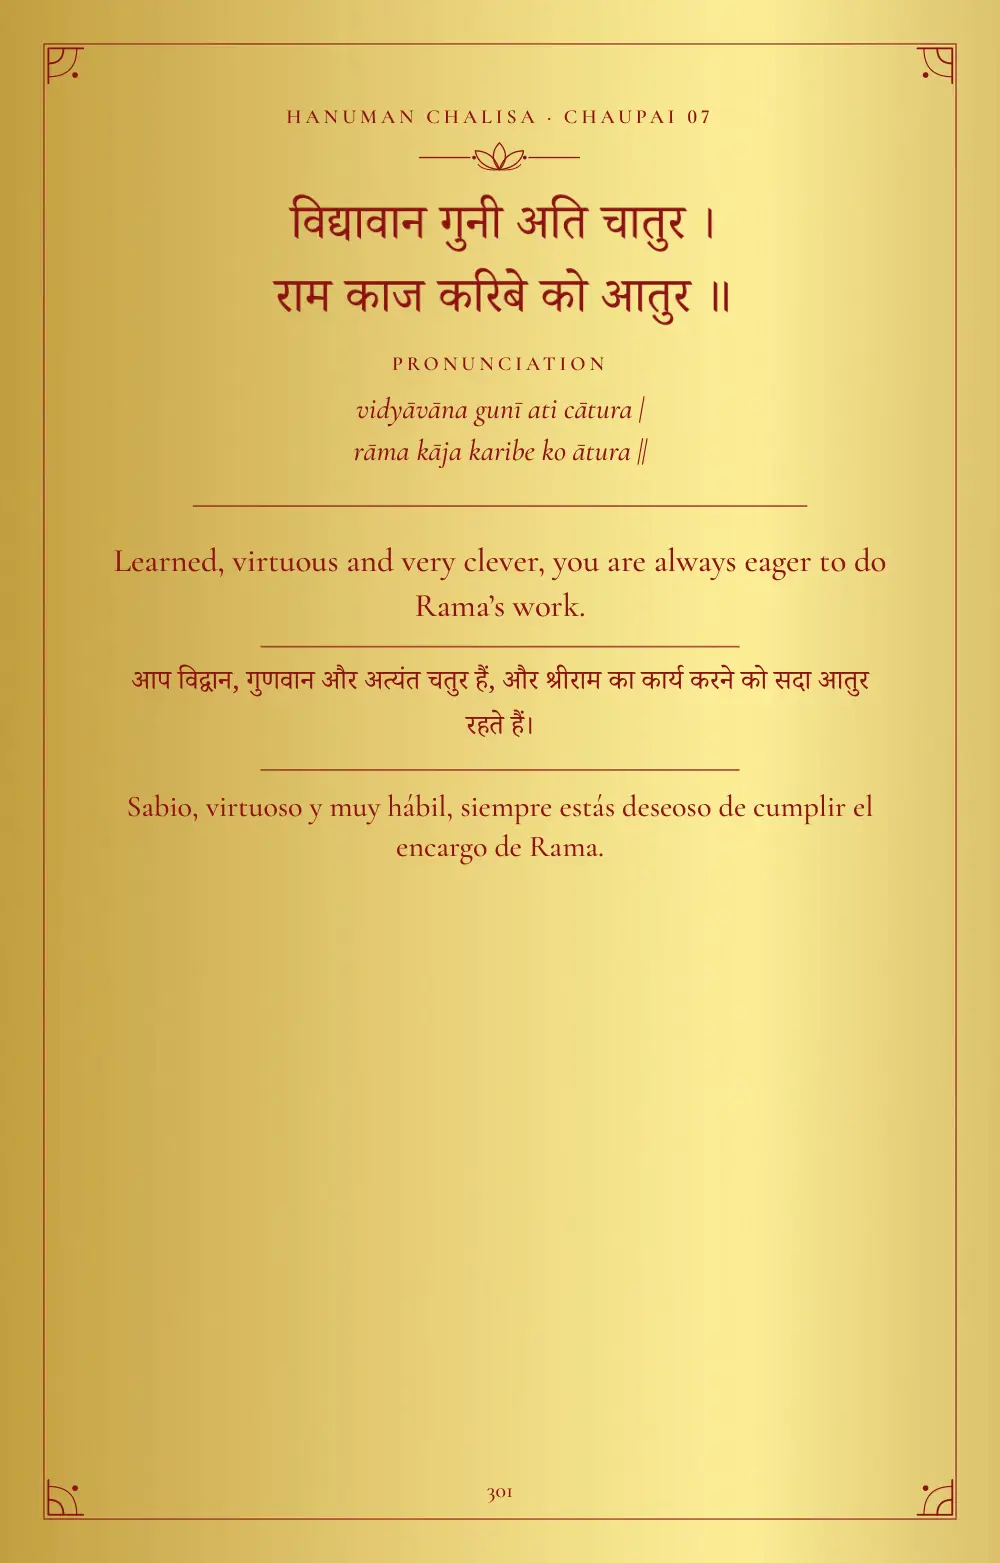 HANUMAN CHALISA · CHAUPAI 07
विद्यावान गुनी अति चातुर ।
राम काज करिबे को आतुर ॥
PRONUNCIATION
vidyāvāna gunī ati cātura |
rāma kāja karibe ko ātura ||
Learned, virtuous and very clever, you are always eager to do
Rama’s work.
आप विद्वान, गुणवान और अत्यंत चतुर हैं, और श्रीराम का कार्य करने को सदा आतुर
रहते हैं।
Sabio, virtuoso y muy hábil, siempre estás deseoso de cumplir el
encargo de Rama.
301